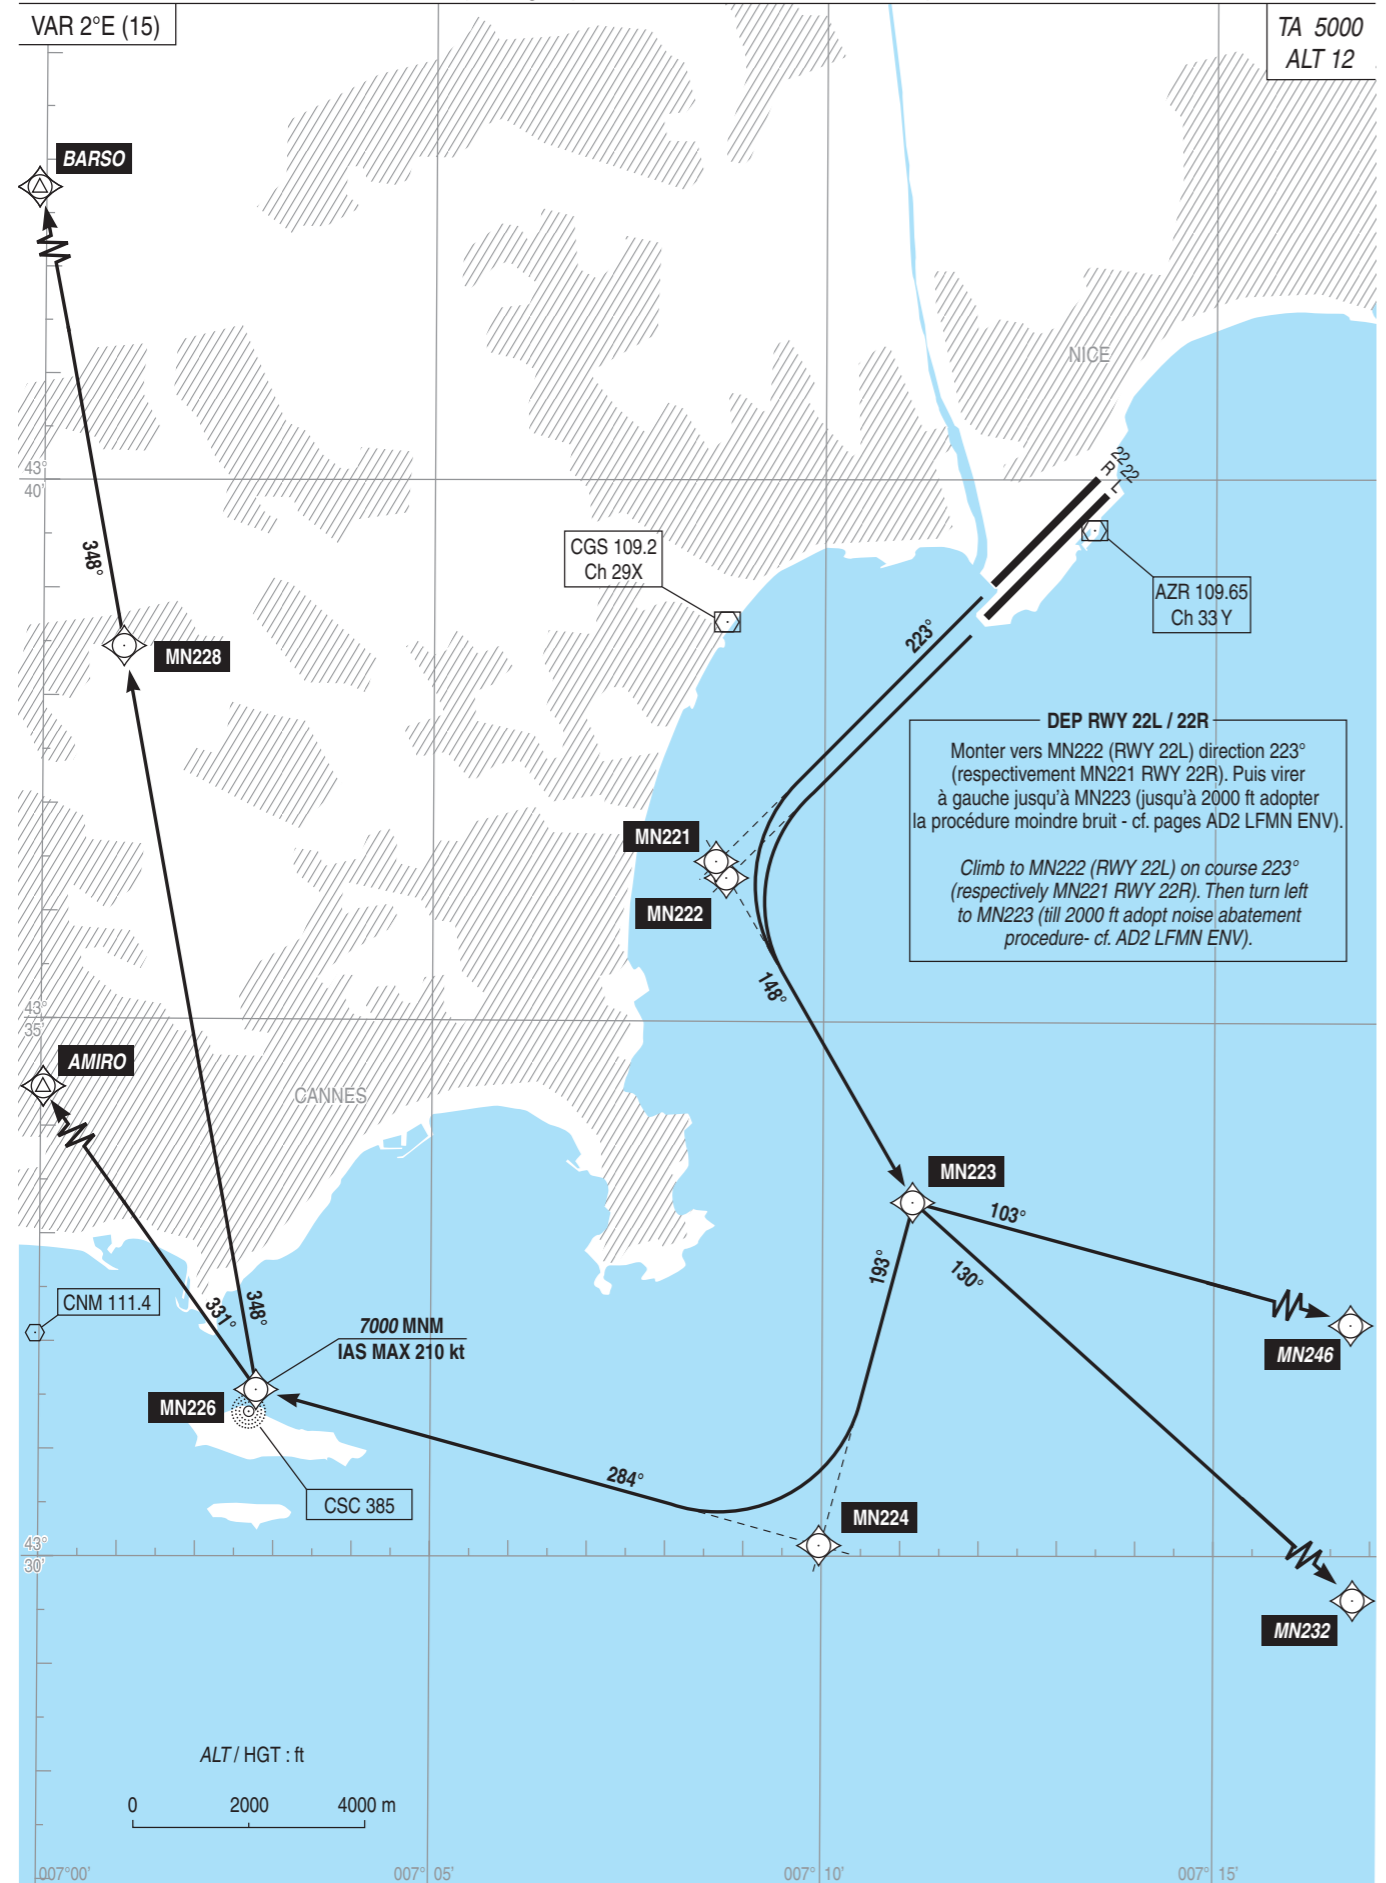 VAR 2°E (15)
TA 5000
ALT 12
BARSO
NICE
43°
40'
22
R
22
L
CGS 109.2
Ch 29X
AZR 109.65
Ch 33 Y
348°
223°
MN228
DEP RWY 22L / 22R
Monter vers MN222 (RWY 22L) direction 223°
(respectivement MN221 RWY 22R). Puis virer
à gauche jusqu'à MN223 (jusqu'à 2000 ft adopter
la procédure moindre bruit - cf. pages AD2 LFMN ENV).
Climb to MN222 (RWY 22L) on course 223°
(respectively MN221 RWY 22R). Then turn left
to MN223 (till 2000 ft adopt noise abatement
procedure- cf. AD2 LFMN ENV).
MN221
MN222
148°
43°
35'
AMIRO
CANNES
MN223
103°
193°
130°
CNM 111.4
331°
348°
7000 MNM
IAS MAX 210 kt
MN246
MN226
284°
CSC 385
MN224
43°
30'
MN232
ALT / HGT : ft
0 2000 4000 m
007°00' 007° 05' 007° 10' 007° 15'